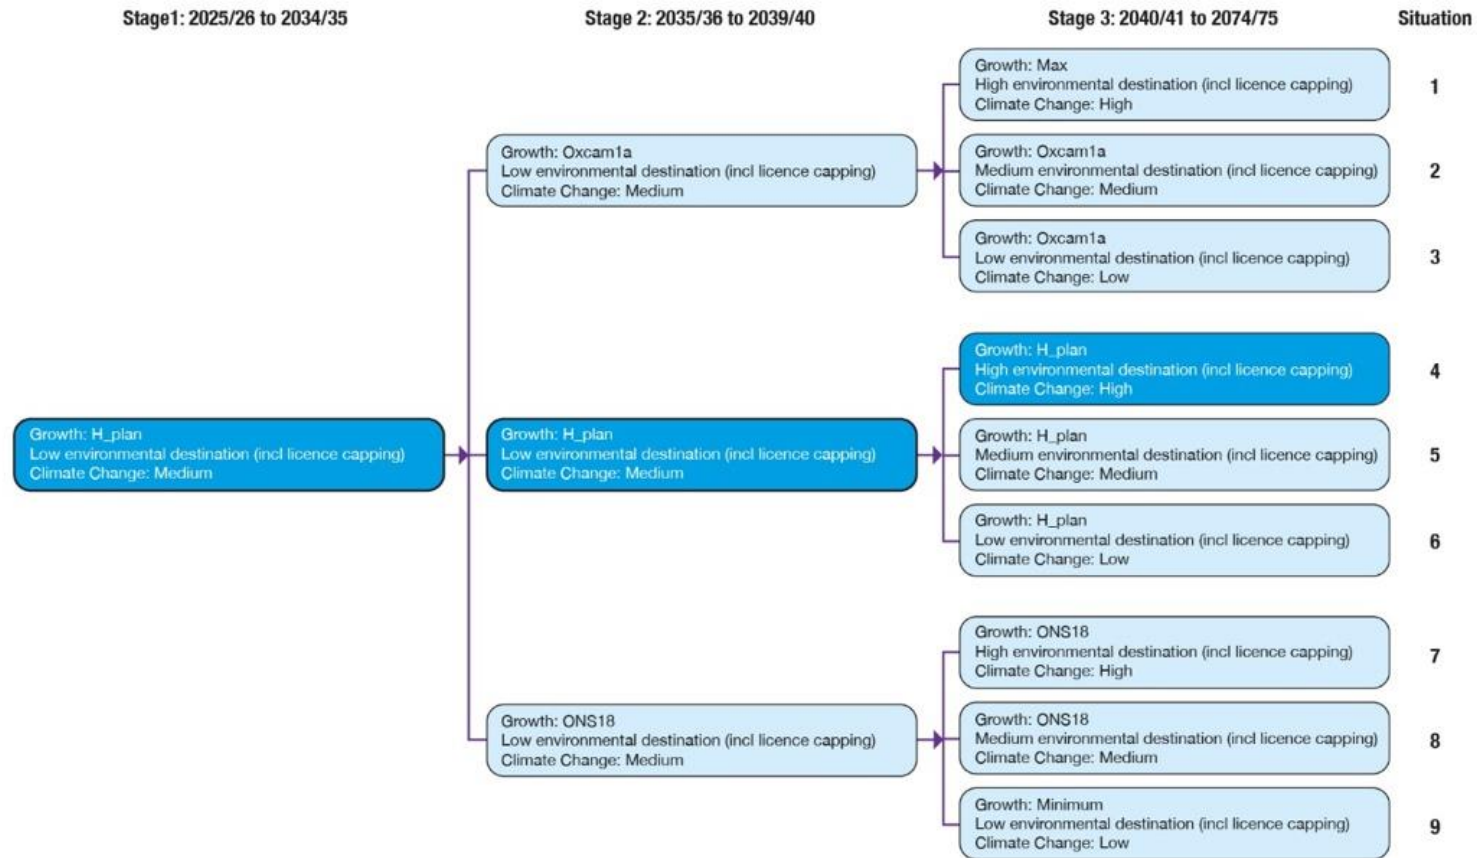 Stage1: 2025/26 to 2034/35
Stage 2: 2035/36 to 2039/40
Stage 3: 2040/41 to 2074/75
Situation
Growth: H_plan
Low environmental destination (incl licence capping)
Climate Change: Medium
Growth: Oxcam1a
Low environmental destination (incl licence capping)
Climate Change: Medium
Growth: H_plan
Low environmental destination (incl licence capping)
Climate Change: Medium
Growth: ONS18
Low environmental destination (incl licence capping)
Climate Change: Medium
Growth: Max
High environmental destination (incl licence capping)
Climate Change: High
1
Growth: Oxcam1a
Medium environmental destination (incl licence capping)
Climate Change: Medium
2
Growth: Oxcam1a
Low environmental destination (incl licence capping)
Climate Change: Low
3
Growth: H_plan
High environmental destination (incl licence capping)
Climate Change: High
4
Growth: H_plan
Medium environmental destination (incl licence capping)
Climate Change: Medium
5
Growth: H_plan
Low environmental destination (incl licence capping)
Climate Change: Low
6
Growth: ONS18
High environmental destination (incl licence capping)
Climate Change: High
7
Growth: ONS18
Medium environmental destination (incl licence capping)
Climate Change: Medium
8
Growth: Minimum
Low environmental destination (incl licence capping)
Climate Change: Low
9